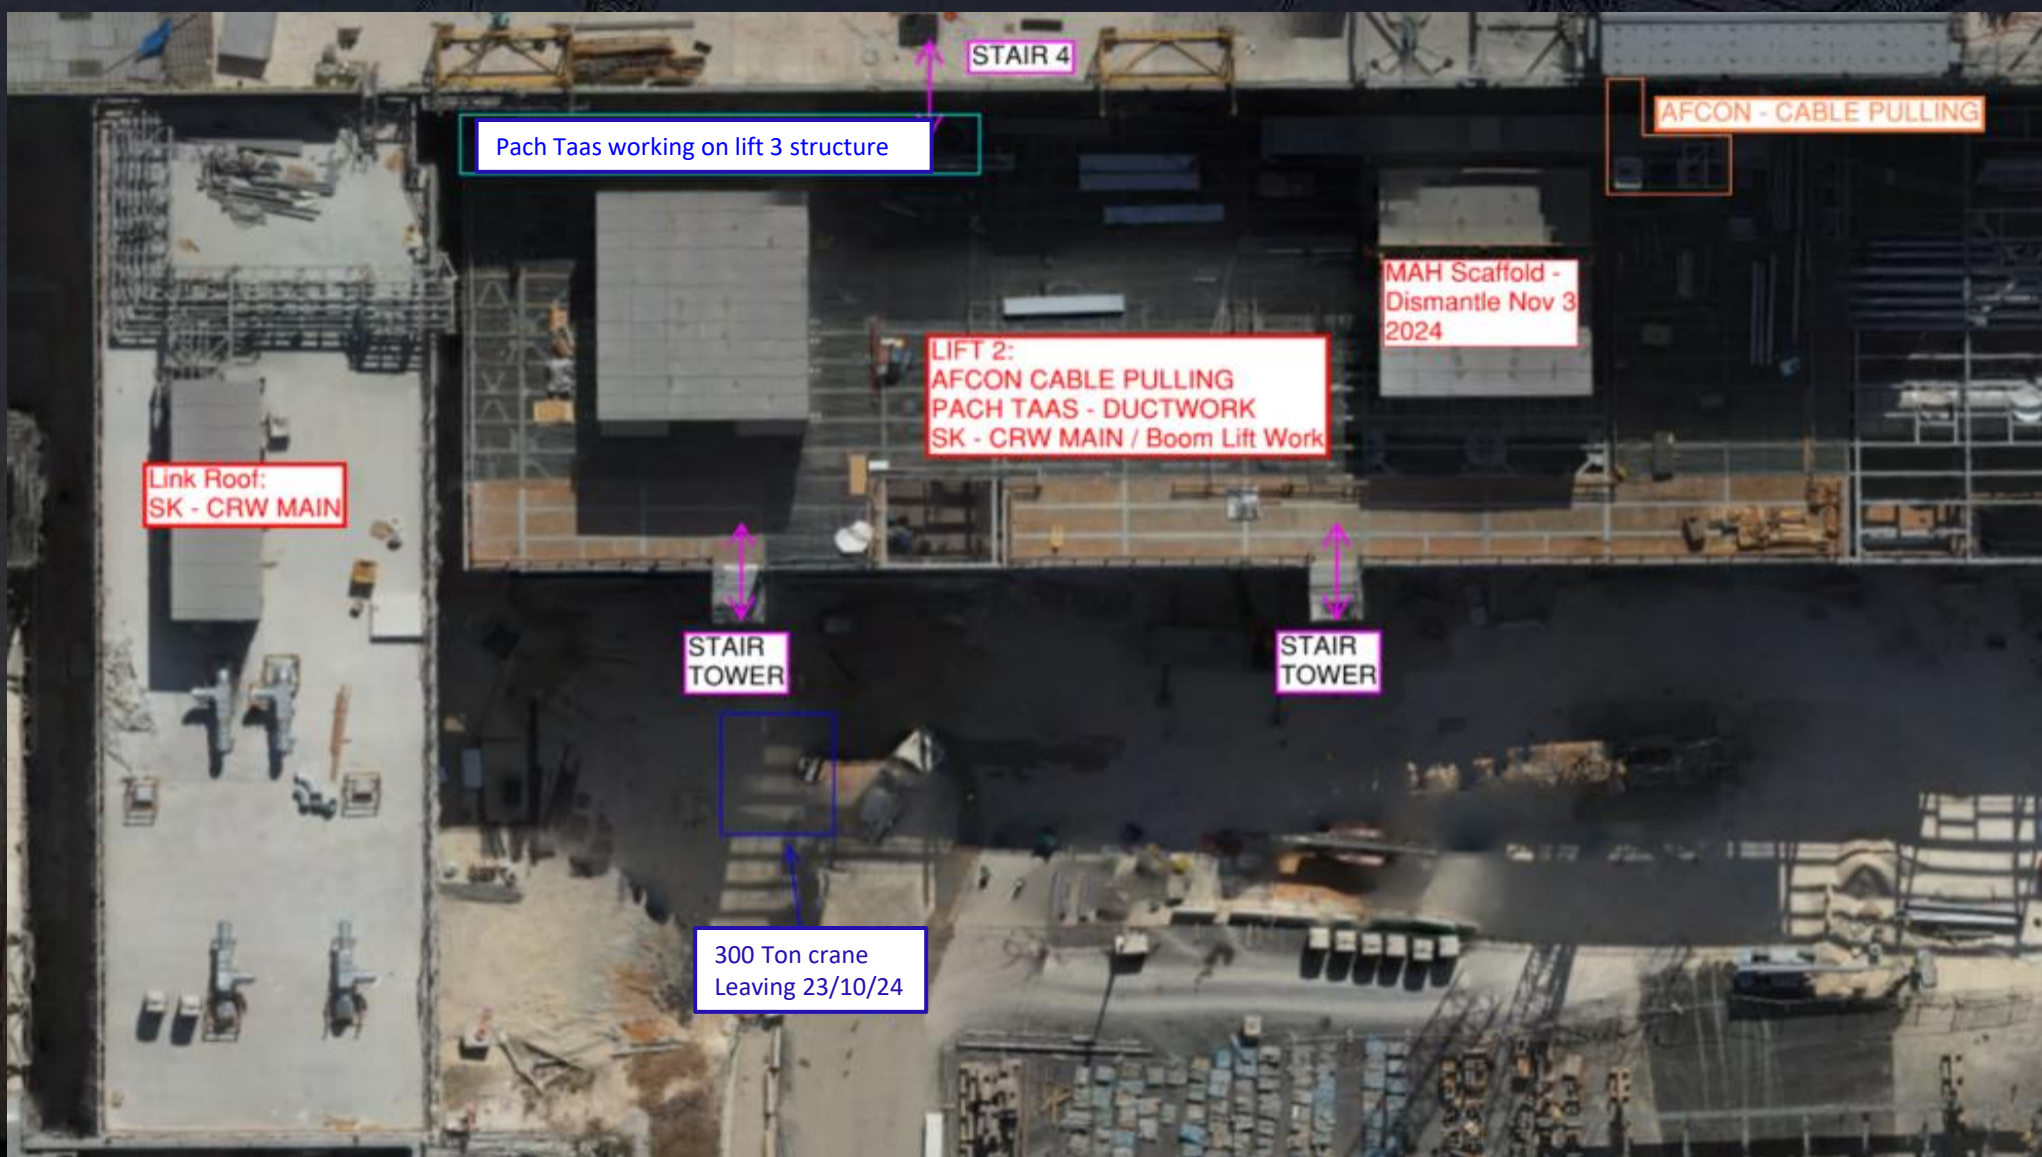 STAIR 4
AFCON - CABLE PULLING
Pach Taas working on lift 3 structure
MAH Scaffold -
Dismantle Nov 3
2024
LIFT 2:
AFCON CABLE PULLING
PACH TAAS - DUCTWORK
SK - CRW MAIN / Boom Lift Work
Link Roof:
SK - CRW MAIN
STAIR
TOWER
STAIR
TOWER
300 Ton crane
Leaving 23/10/24